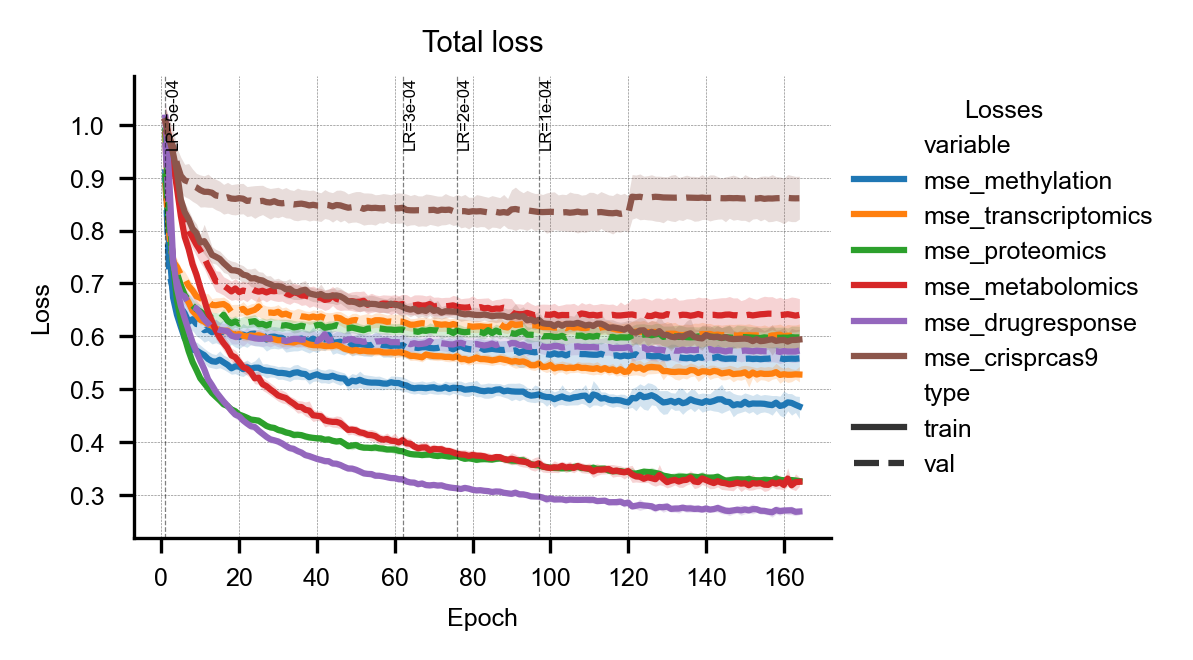 Total loss
LR=5e-04
LR=3e-04
LR=2e-04
LR=1e-04
1.0
0.9
0.8
0.7
0.6
0.5
0.4
0.3
Loss
0 20 40 60 80 100 120 140 160
Epoch
Losses
variable
mse_methylation
mse_transcriptomics
mse_proteomics
mse_metabolomics
mse_drugresponse
mse_crisprcas9
type
train
val